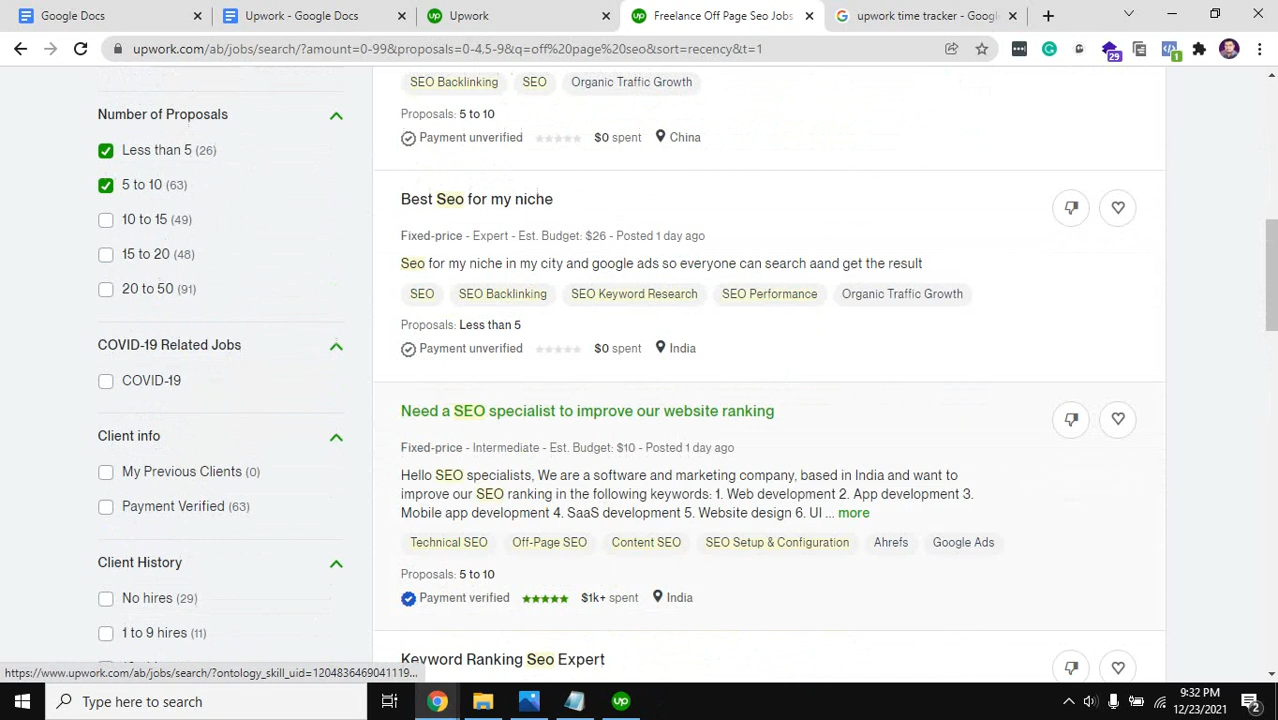 Google Docs
Upwork - Google Docs
Upwork
Freelance Off Page Seo Jobs
upwork time tracker - Google
upwork.com/ab/jobs/search/?amount=0-99&proposals=0-4,5-9&q=off%20page%20seo&sort=recency&t=1
29
1
Number of Proposals
Less than 5 (26)
5 to 10 (63)
10 to 15 (49)
15 to 20 (48)
20 to 50 (91)
COVID-19 Related Jobs
COVID-19
Client info
My Previous Clients (0)
Payment Verified (63)
Client History
No hires (29)
1 to 9 hires (11)
SEO Backlinking SEO Organic Traffic Growth
Proposals: 5 to 10
Payment unverified $0 spent China
Best Seo for my niche
Fixed-price - Expert - Est. Budget: $26 - Posted 1 day ago
Seo for my niche in my city and google ads so everyone can search aand get the result
SEO SEO Backlinking SEO Keyword Research SEO Performance Organic Traffic Growth
Proposals: Less than 5
Payment unverified $0 spent India
Need a SEO specialist to improve our website ranking
Fixed-price - Intermediate - Est. Budget: $10 - Posted 1 day ago
Hello SEO specialists, We are a software and marketing company, based in India and want to
improve our SEO ranking in the following keywords: 1. Web development 2. App development 3.
Mobile app development 4. SaaS development 5. Website design 6. UI ... more
Technical SEO Off-Page SEO Content SEO SEO Setup & Configuration Ahrefs Google Ads
Proposals: 5 to 10
Payment verified $1k+ spent India
Keyword Ranking Seo Expert
https://www.upwork.com/ab/jobs/search/?ontology_skill_uid=1204836469041119...
Type here to search
up
9:32 PM
12/23/2021
2